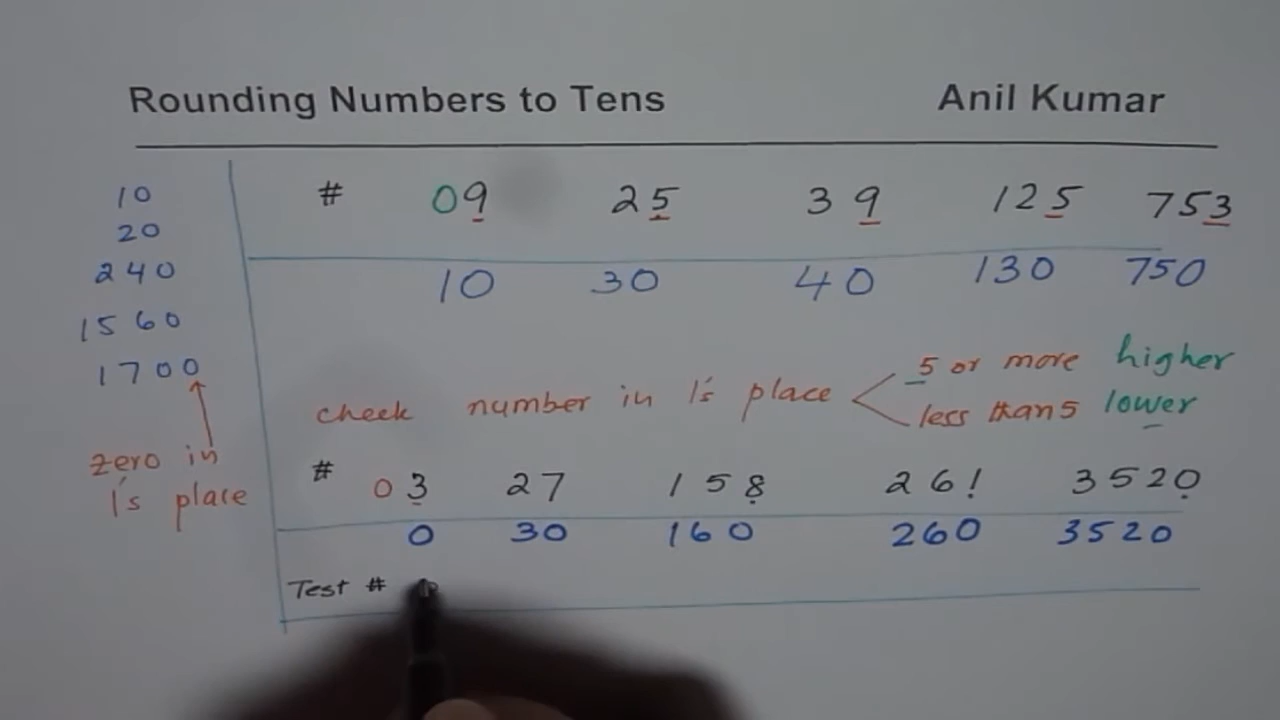 Rounding Numbers to Tens Anil Kumar
10
20
240
1560
1700
zero in
1's place
# 09 25 39 125 753
10 30 40 130 750
check number in 1's place
5 or more higher
less than 5 lower
# 03 27 158 261 3520
0 30 160 260 3520
Test #